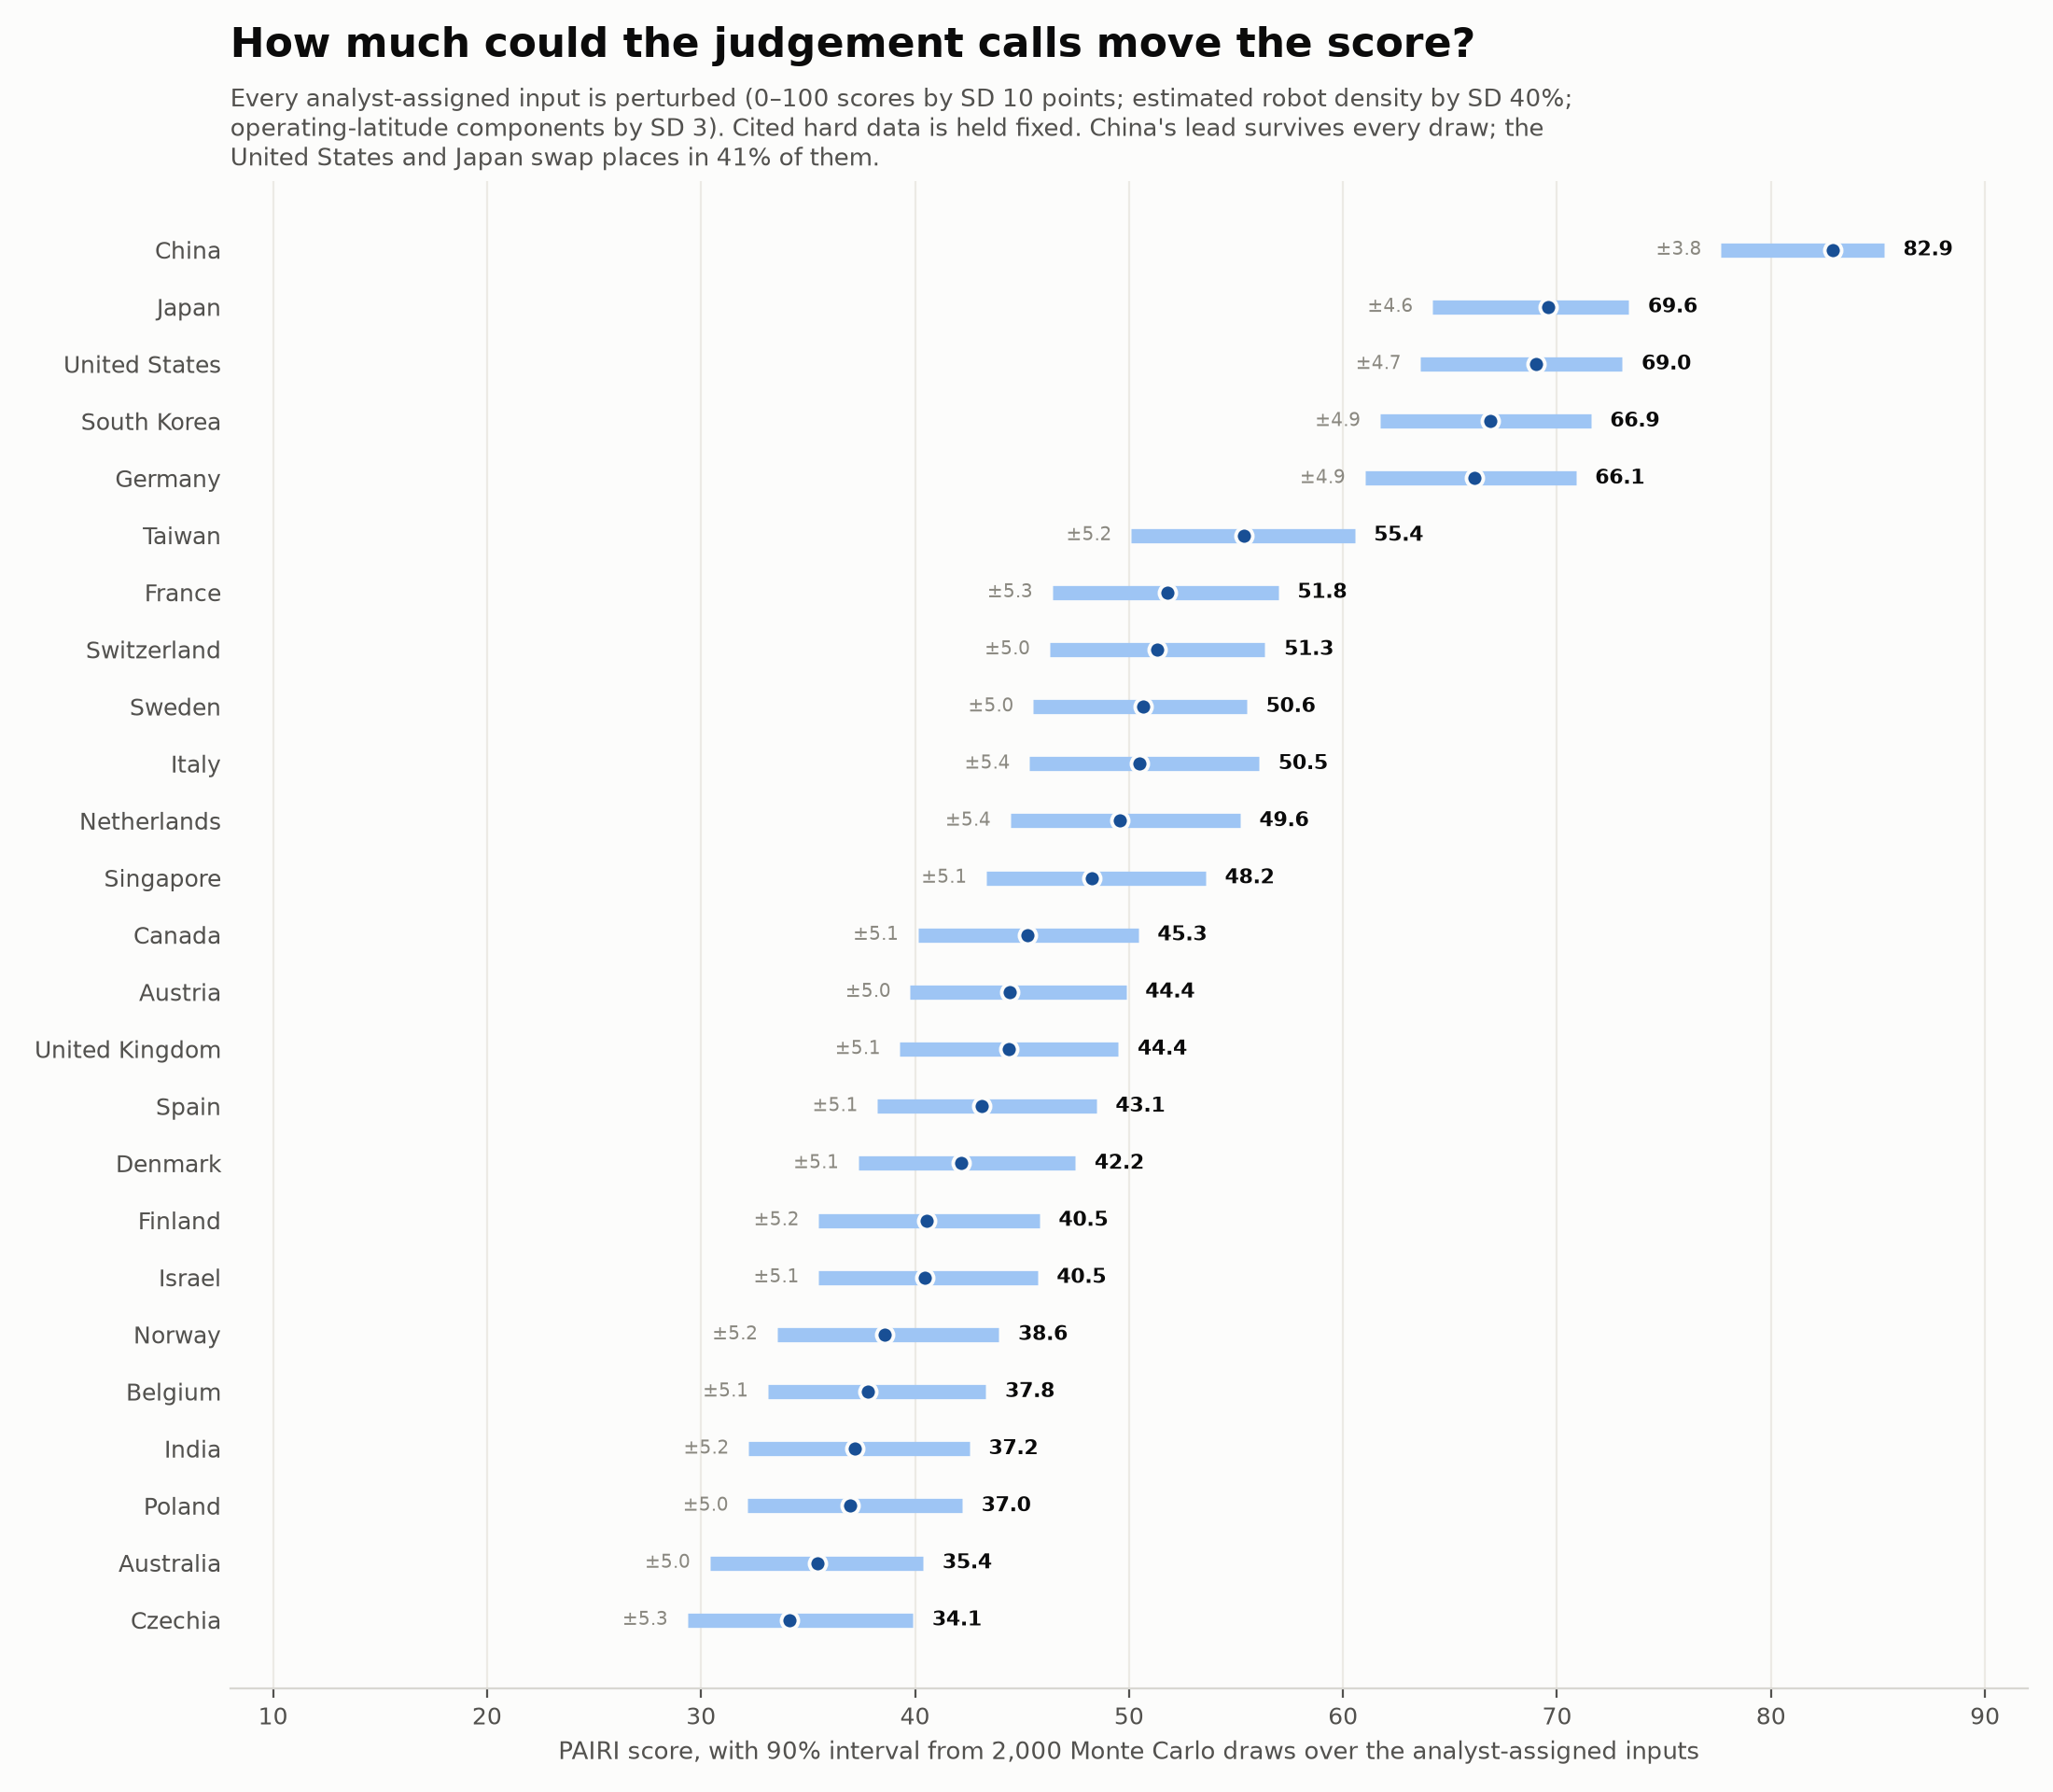 How much could the judgement calls move the score?
Every analyst-assigned input is perturbed (0–100 scores by SD 10 points; estimated robot density by SD 40%;
operating-latitude components by SD 3). Cited hard data is held fixed. China's lead survives every draw; the
United States and Japan swap places in 41% of them.
China ±3.8 82.9
Japan ±4.6 69.6
United States ±4.7 69.0
South Korea ±4.9 66.9
Germany ±4.9 66.1
Taiwan ±5.2 55.4
France ±5.3 51.8
Switzerland ±5.0 51.3
Sweden ±5.0 50.6
Italy ±5.4 50.5
Netherlands ±5.4 49.6
Singapore ±5.1 48.2
Canada ±5.1 45.3
Austria ±5.0 44.4
United Kingdom ±5.1 44.4
Spain ±5.1 43.1
Denmark ±5.1 42.2
Finland ±5.2 40.5
Israel ±5.1 40.5
Norway ±5.2 38.6
Belgium ±5.1 37.8
India ±5.2 37.2
Poland ±5.0 37.0
Australia ±5.0 35.4
Czechia ±5.3 34.1
10 20 30 40 50 60 70 80 90
PAIRI score, with 90% interval from 2,000 Monte Carlo draws over the analyst-assigned inputs